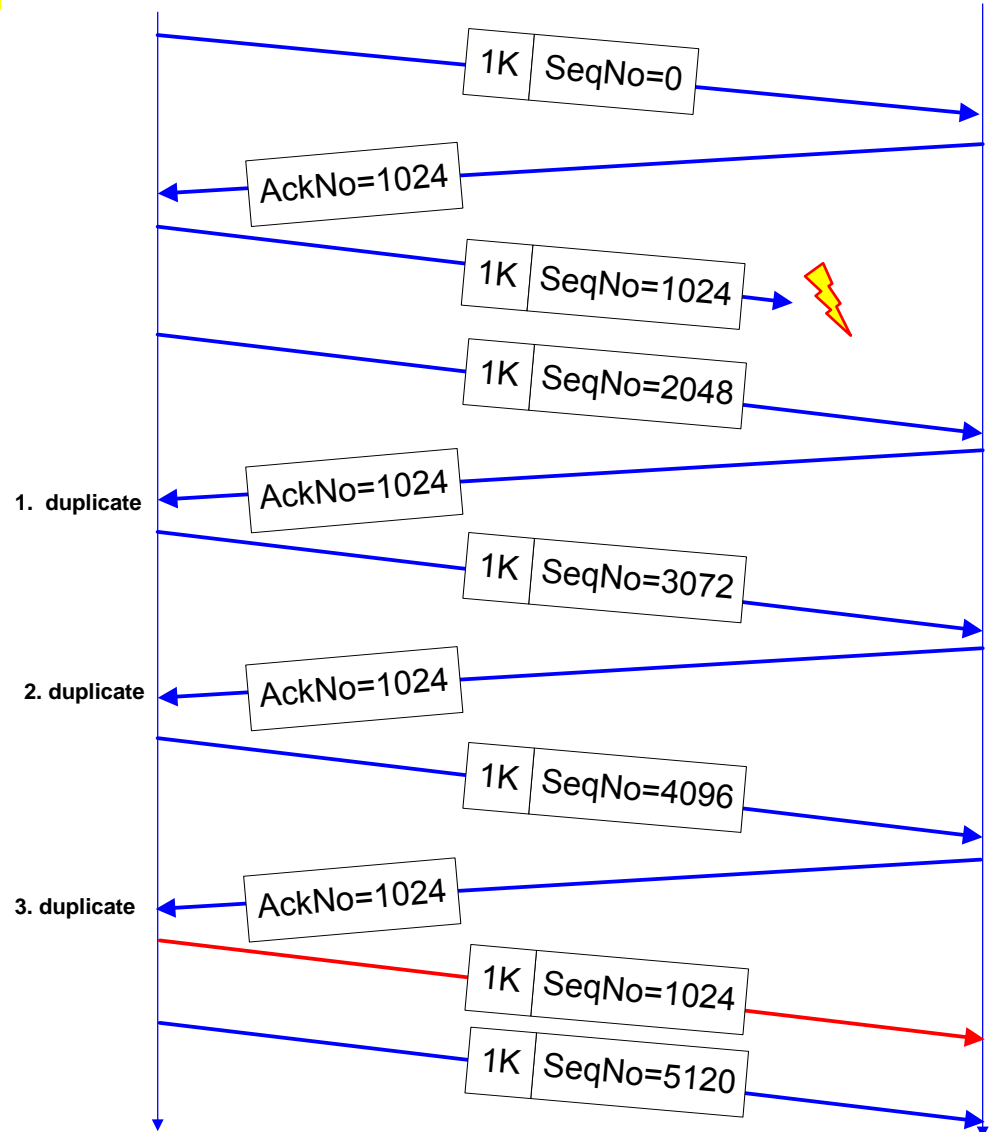 1K SeqNo=0
AckNo=1024
1K SeqNo=1024
1K SeqNo=2048
AckNo=1024
1. duplicate
1K SeqNo=3072
AckNo=1024
2. duplicate
1K SeqNo=4096
AckNo=1024
3. duplicate
1K SeqNo=1024
1K SeqNo=5120